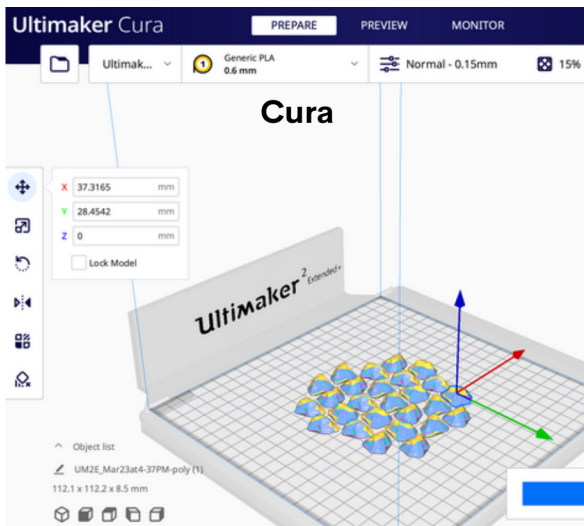 Ultimaker Cura
PREPARE
PREVIEW
MONITOR
Ultimak...
1
Generic PLA
0.6 mm
Normal - 0.15mm
15%
Cura
X 37.3165 mm
Y 28.4542 mm
Z 0 mm
Lock Model
Ultimaker 2 Extended+
Object list
UM2E_Mar23at4-37PM-poly (1)
112.1 x 112.2 x 8.5 mm